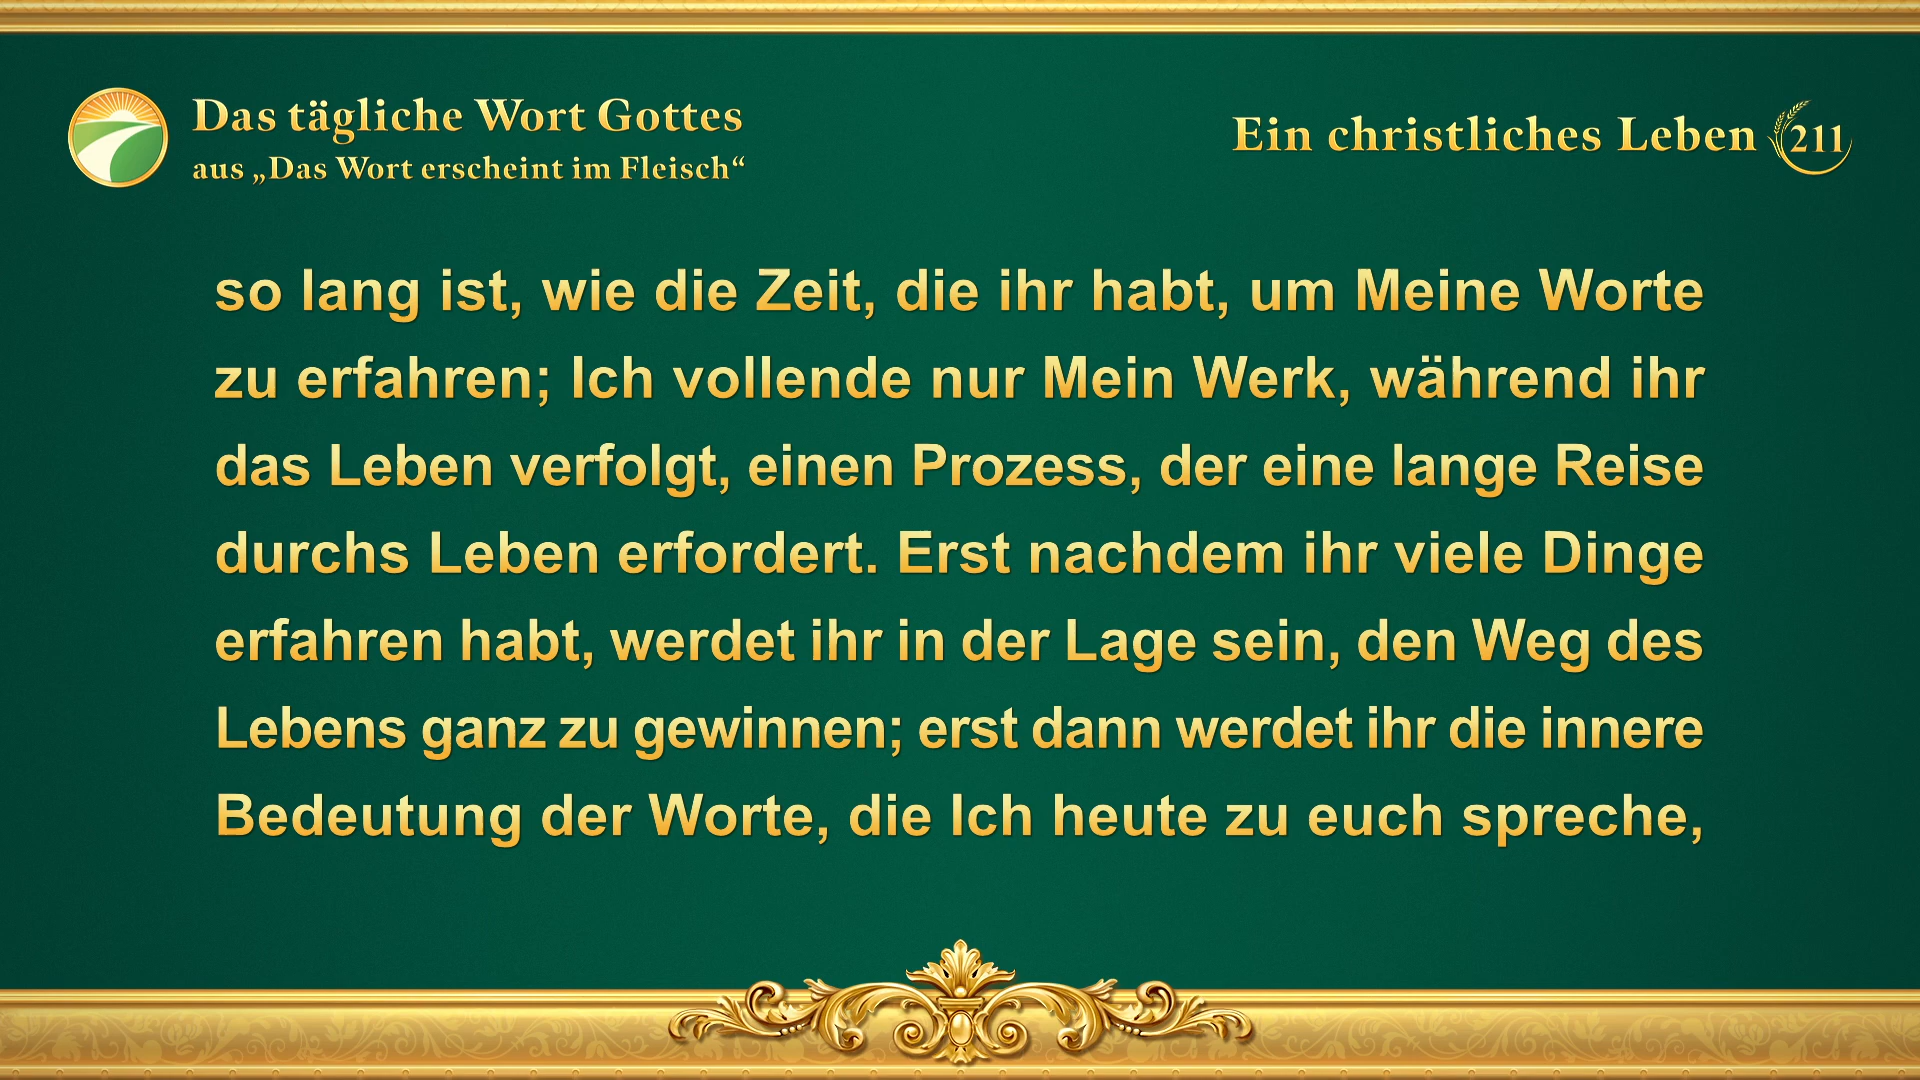 Das tägliche Wort Gottes
aus „Das Wort erscheint im Fleisch“
Ein christliches Leben 211
so lang ist, wie die Zeit, die ihr habt, um Meine Worte
zu erfahren; Ich vollende nur Mein Werk, während ihr
das Leben verfolgt, einen Prozess, der eine lange Reise
durchs Leben erfordert. Erst nachdem ihr viele Dinge
erfahren habt, werdet ihr in der Lage sein, den Weg des
Lebens ganz zu gewinnen; erst dann werdet ihr die innere
Bedeutung der Worte, die Ich heute zu euch spreche,